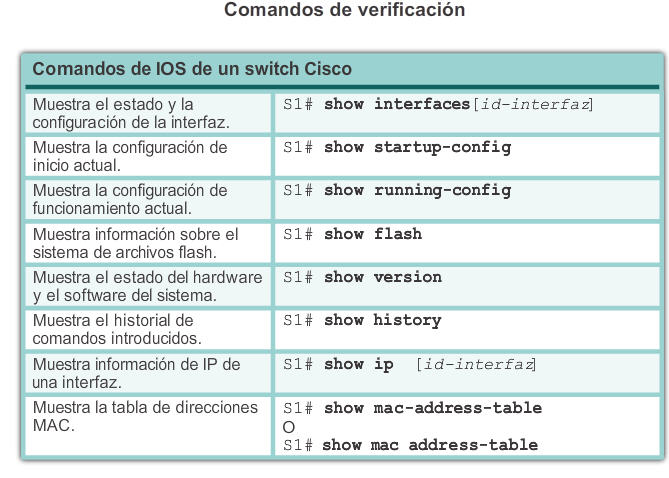 Comandos de verificación
Comandos de IOS de un switch Cisco
Muestra el estado y la
configuración de la interfaz.
S1# show interfaces[id-interfaz]
Muestra la configuración de
inicio actual.
S1# show startup-config
Muestra la configuración de
funcionamiento actual.
S1# show running-config
Muestra información sobre el
sistema de archivos flash.
S1# show flash
Muestra el estado del hardware
y el software del sistema.
S1# show version
Muestra el historial de
comandos introducidos.
S1# show history
Muestra información de IP de
una interfaz.
S1# show ip [id-interfaz]
Muestra la tabla de direcciones
MAC.
S1# show mac-address-table
O
S1# show mac address-table